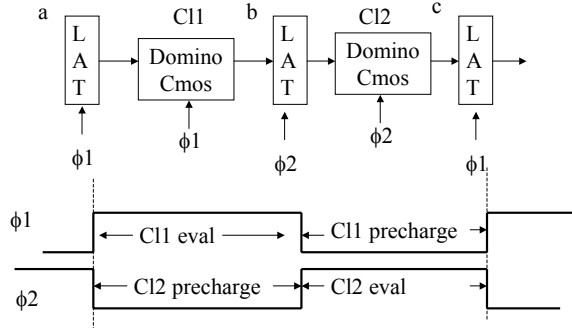 a
Cl1
b
Cl2
c
L
A
T
Domino
Cmos
L
A
T
Domino
Cmos
L
A
T
ϕ1
ϕ1
ϕ2
ϕ2
ϕ1
ϕ1
Cl1 eval
Cl1 precharge
ϕ2
Cl2 precharge
Cl2 eval